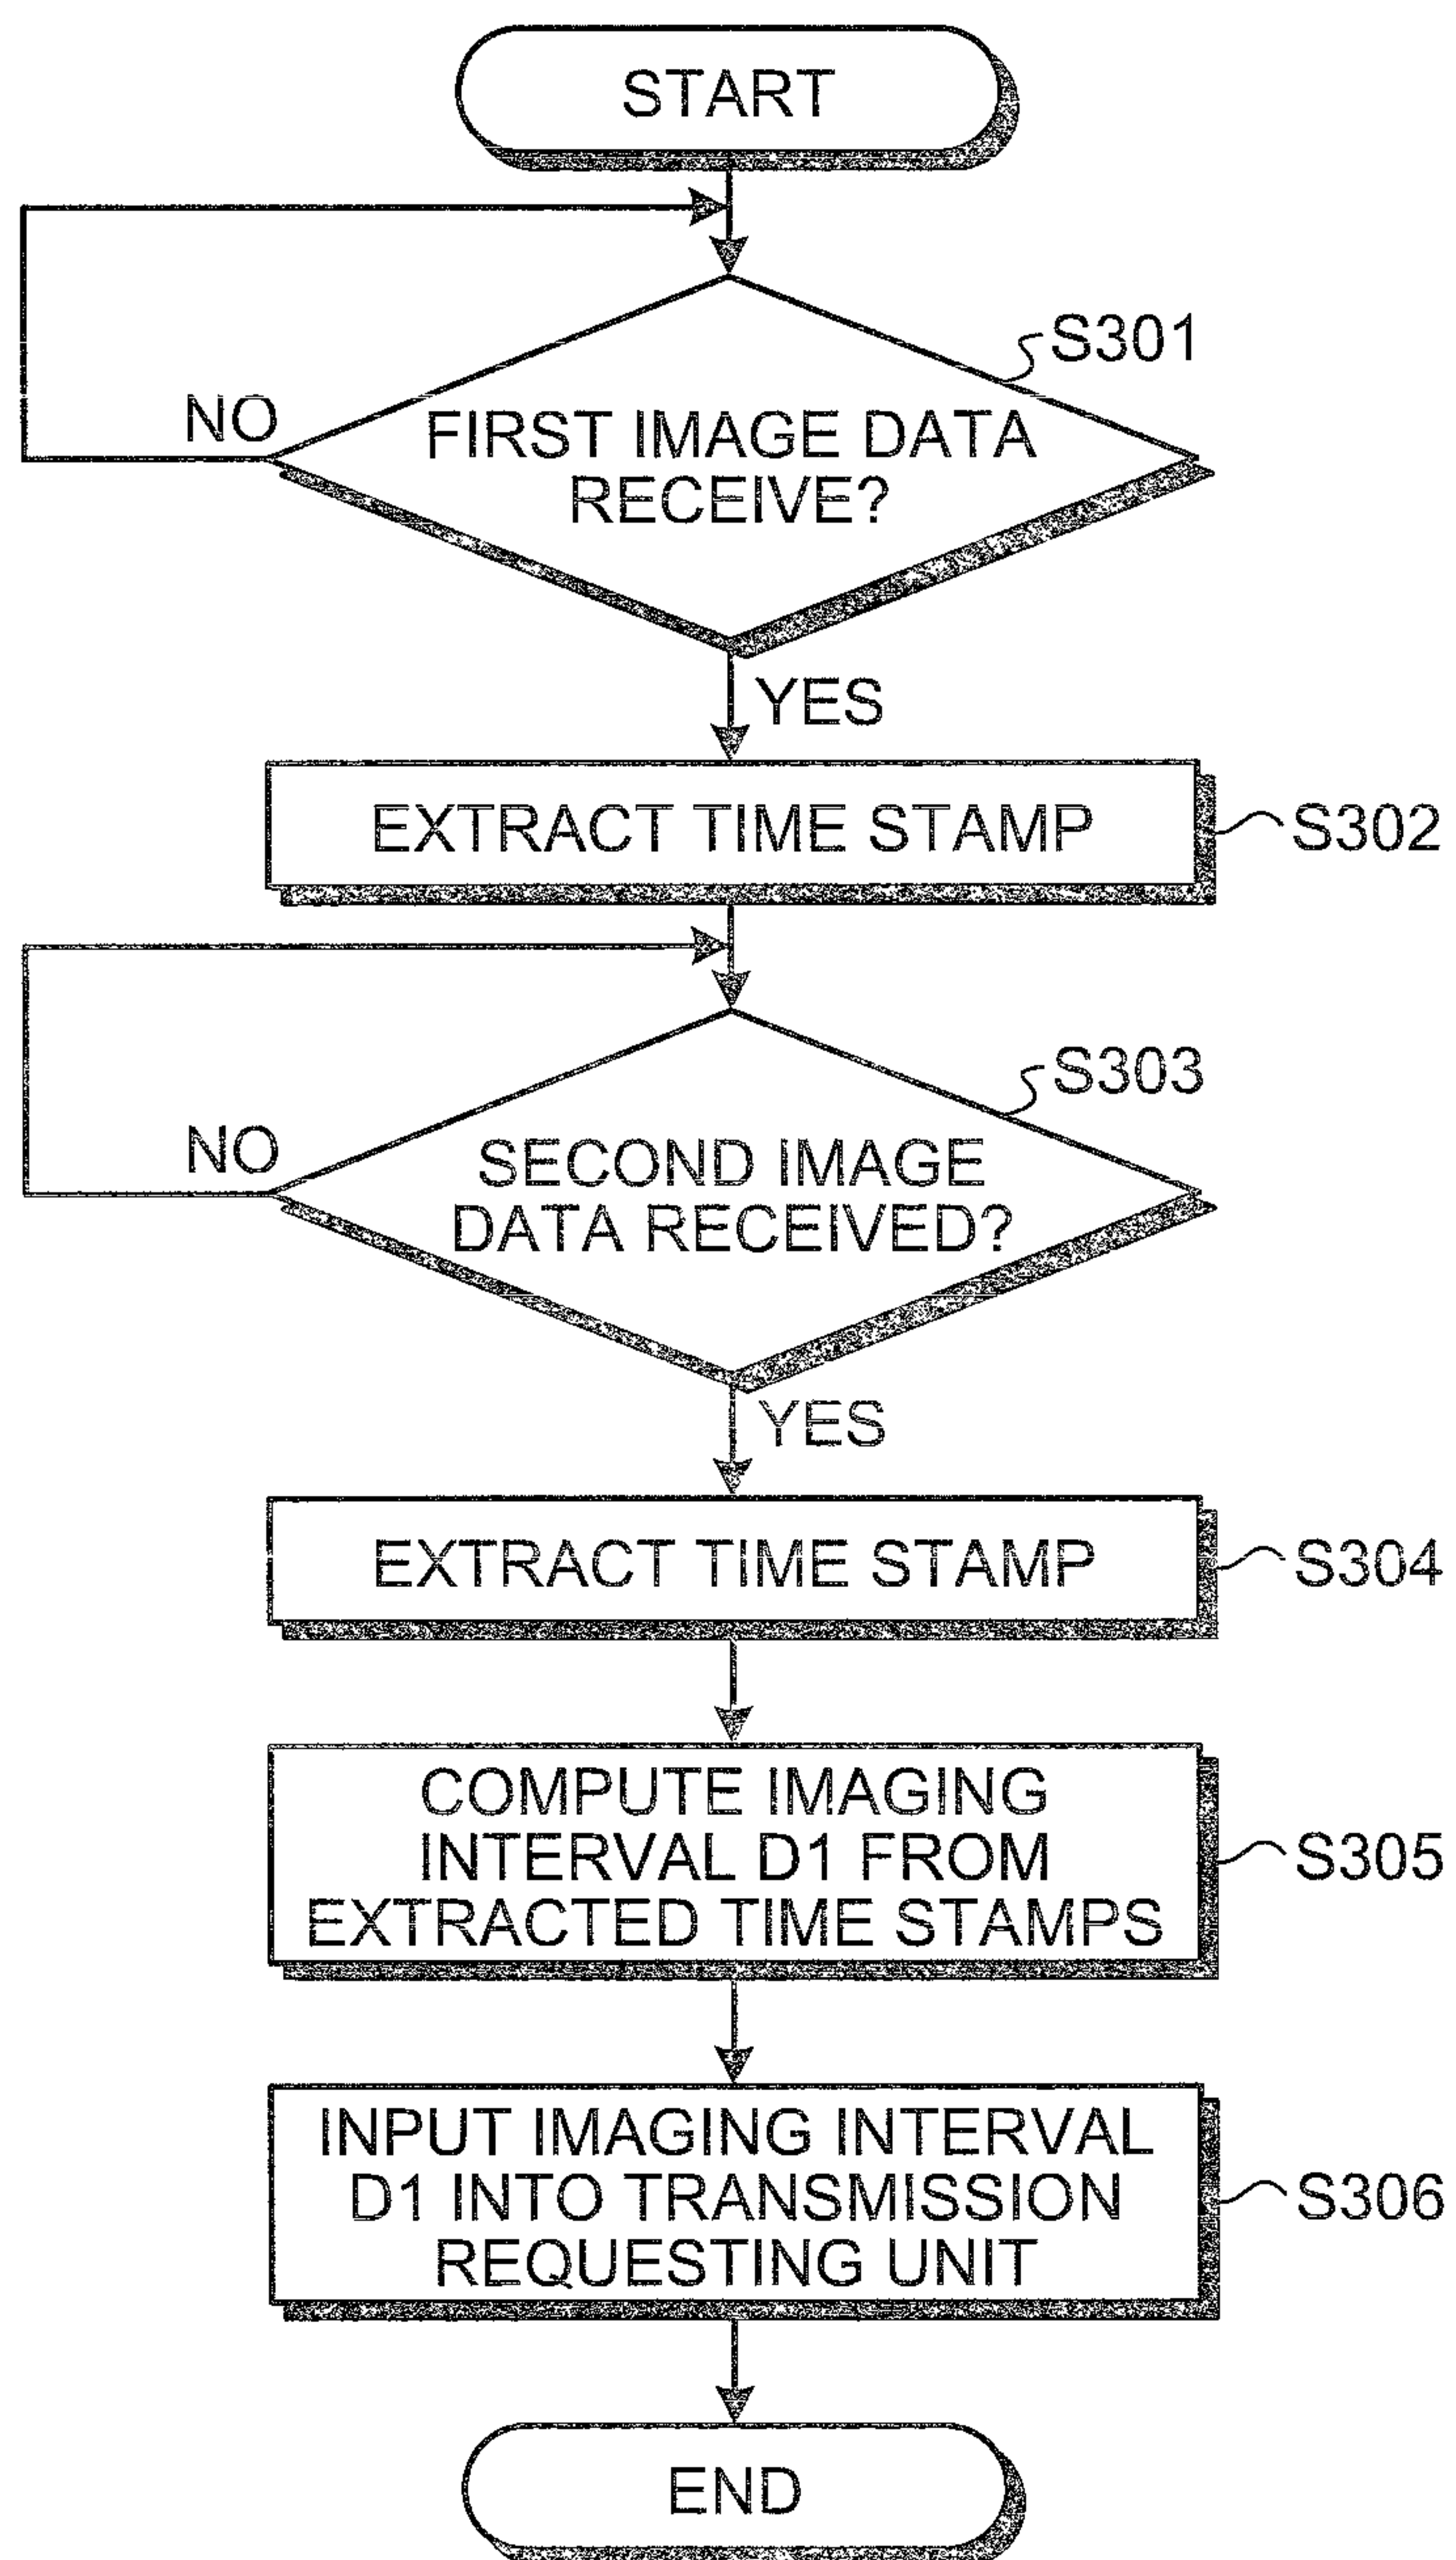 START
S301
NO
FIRST IMAGE DATA
RECEIVE?
YES
EXTRACT TIME STAMP
S302
S303
NO
SECOND IMAGE
DATA RECEIVED?
YES
EXTRACT TIME STAMP
S304
COMPUTE IMAGING
INTERVAL D1 FROM
EXTRACTED TIME STAMPS
S305
INPUT IMAGING INTERVAL
D1 INTO TRANSMISSION
REQUESTING UNIT
S306
END